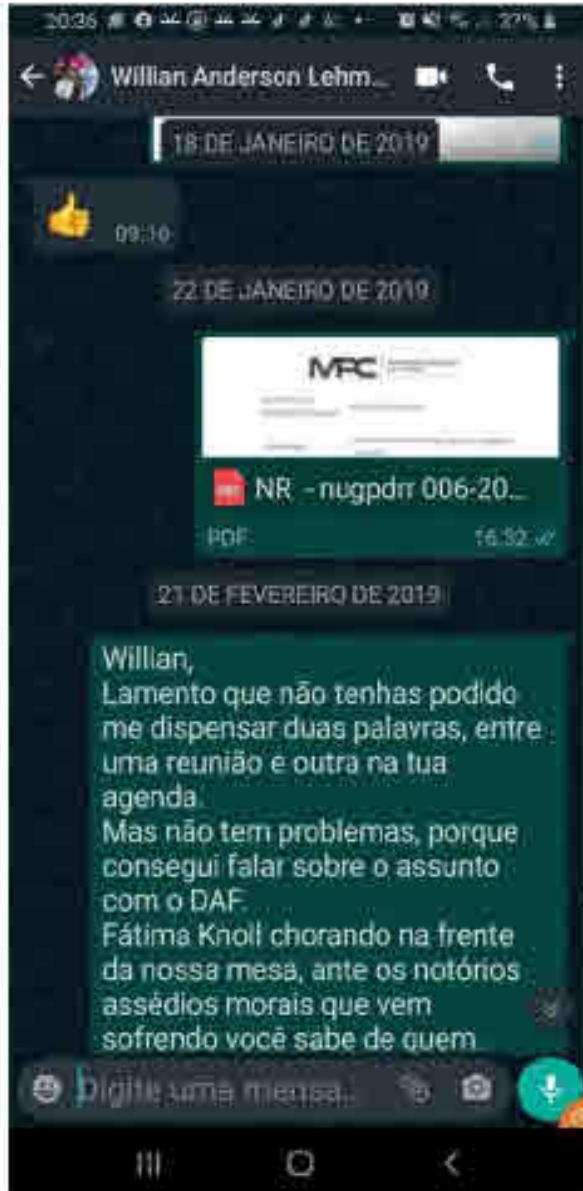 20:36
27%
Willian Anderson Lehm...
18 DE JANEIRO DE 2019
09:10
22 DE JANEIRO DE 2019
MPC
NR - nugpdrr 006-20...
PDF
16:32
21 DE FEVEREIRO DE 2019
Willian,
Lamento que não tenhas podido
me dispensar duas palavras, entre
uma reunião e outra na tua
agenda.
Mas não tem problemas, porque
consegui falar sobre o assunto
com o DAF.
Fátima Knoll chorando na frente
da nossa mesa, ante os notórios
assédios morais que vem
sofrendo você sabe de quem
Digite uma mensa...